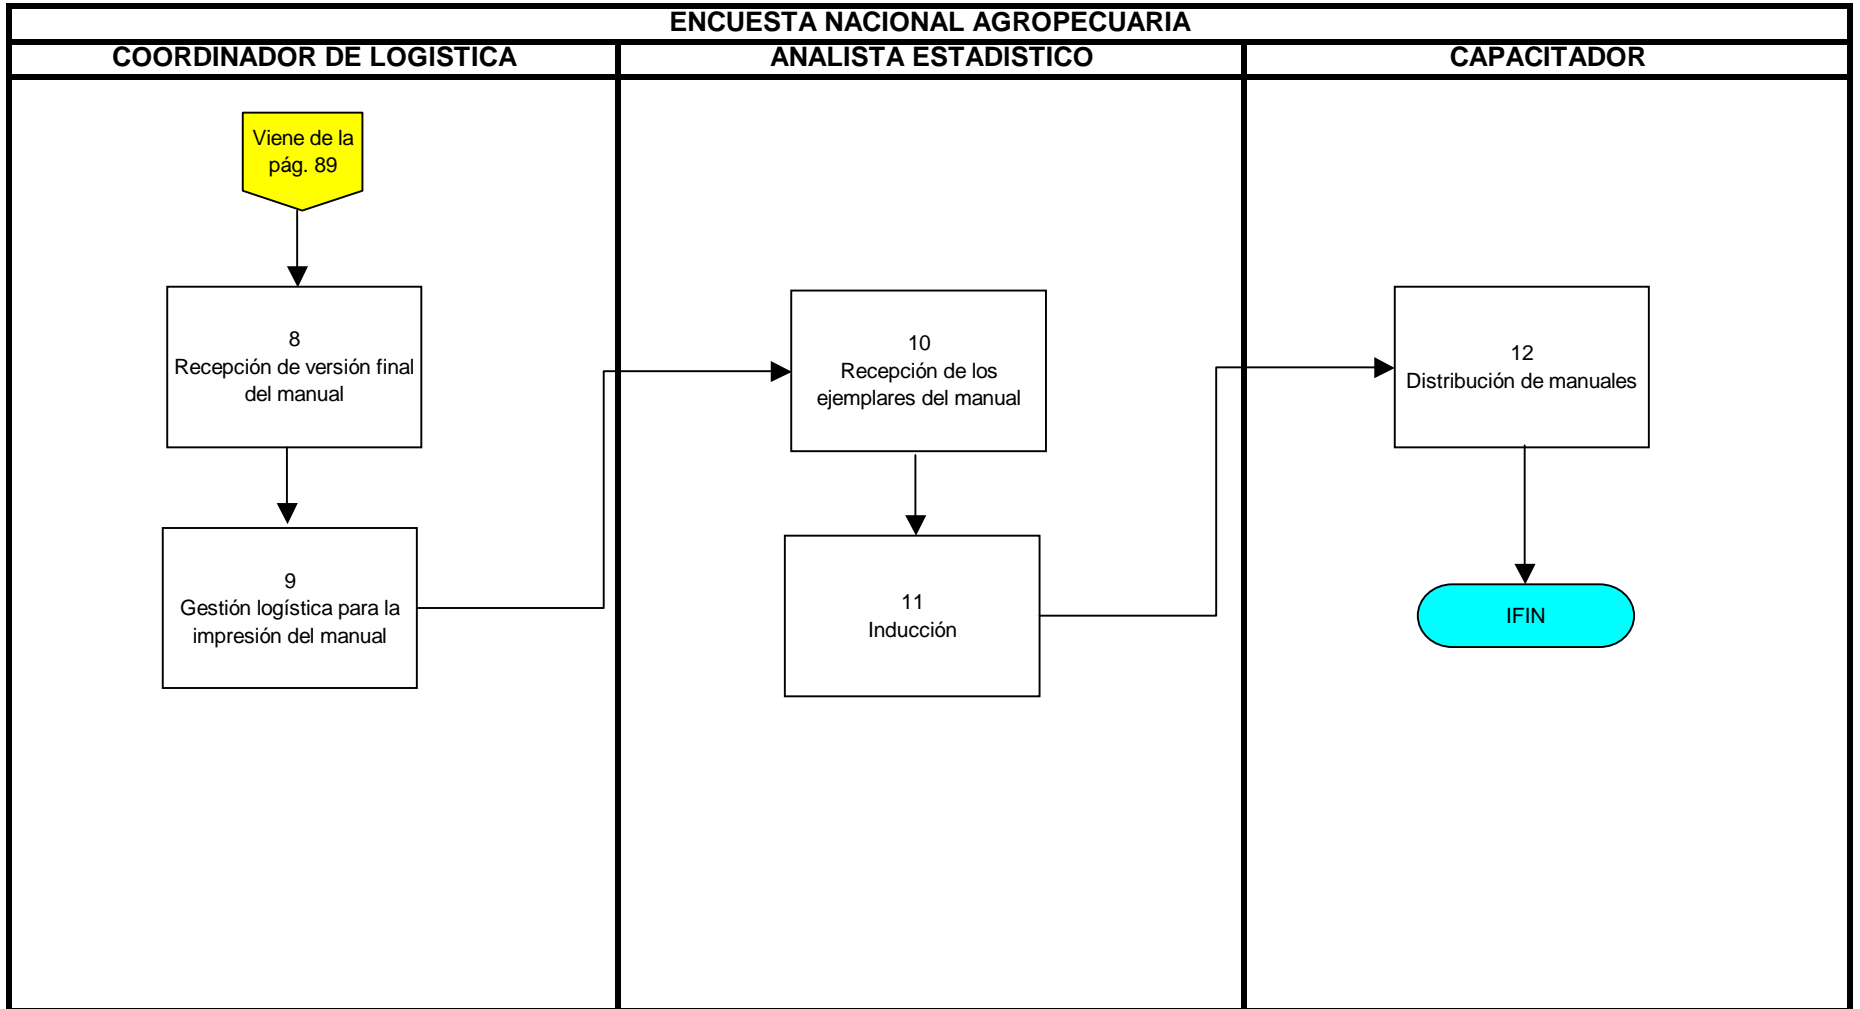 ENCUESTA NACIONAL AGROPECUARIA
COORDINADOR DE LOGISTICA
ANALISTA ESTADISTICO
CAPACITADOR
Viene de la
pág. 89
8
Recepción de versión final
del manual
9
Gestión logística para la
impresión del manual
10
Recepción de los
ejemplares del manual
11
Inducción
12
Distribución de manuales
IFIN